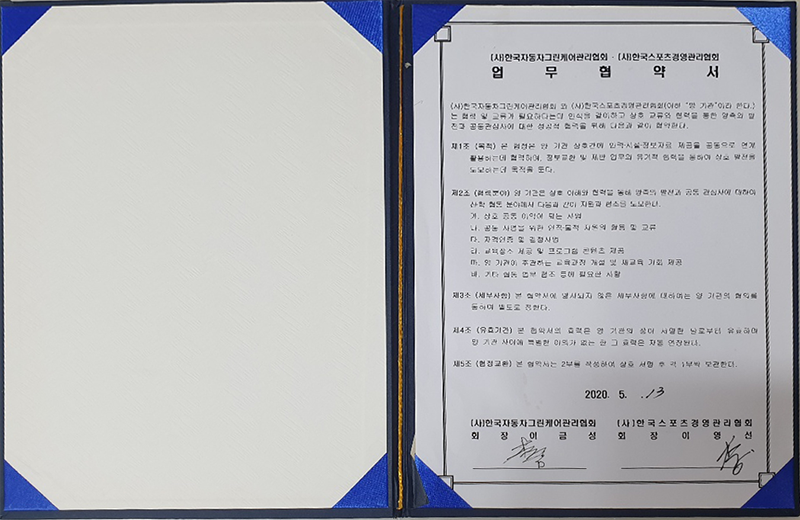 (사)한국자동차그린케어관리협회 - (사)한국스포츠경영관리협회
업 무 협 약 서
(사)한국자동차그린케어관리협회 와 (사)한국스포츠경영관리협회(이하 "양 기관"이라 한다.)
는 협력 및 교육이 필요하다는데 인식을 같이하고 상호 교류와 협력을 통한 양측의 발
전과 공동관심사에 대한 성공적 협력을 위해 다음과 같이 협약한다.
제1조 (목적) 본 협정은 양 기관 상호간에 인력·시설·정보자료 제공을 공동으로 연계
활용하는데 협력하며, 정보교환 및 제반 업무의 유기적 협력을 통하여 상호 발전을
도모하는데 목적을 둔다.
제2조 (협력분야) 양 기관은 상호 이해와 협력을 통해 양측의 발전과 공동 관심사에 대하여
산학 협동 분야에서 다음과 같이 지원과 편의를 도모한다.
가. 상호 공동 이익이 되는 사업
나. 공동 사업을 위한 인적·물적 자원의 활용 및 교류
다. 자격인증 및 검정사업
라. 교육장소 제공 및 프로그램 콘텐츠 제공
마. 양 기관이 주관하는 교육과정 개설 및 재교육 기회 제공
바. 기타 협동 업무 협조 등에 필요한 사항
제3조 (세부사항) 본 협약서에 명시되지 않은 세부사항에 대하여는 양 기관의 협의를
통하여 별도로 정한다.
제4조 (유효기간) 본 협약서의 효력은 양 기관의 장이 서명한 날로부터 유효하며
양 기관 사이에 특별한 이의가 없는 한 그 효력은 자동 연장된다.
제5조 (협정교환) 본 협약서는 2부를 작성하여 상호 서명 후 각 1부씩 보관한다.
2020. 5. .13
(사)한국자동차그린케어관리협회 (사)한국스포츠경영관리협회
회 장 이 금 성 회 장 이 영 선